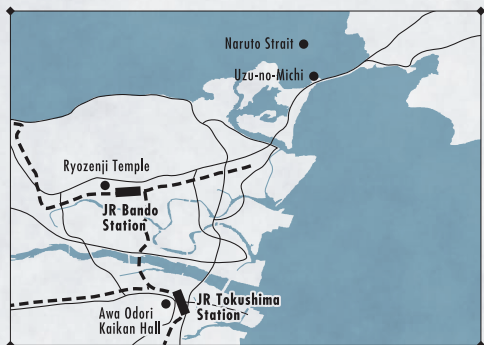 Naruto Strait
Uzu-no-Michi
Ryozenji Temple
JR Bando
Station
JR Tokushima
Station
Awa Odori
Kaikan Hall